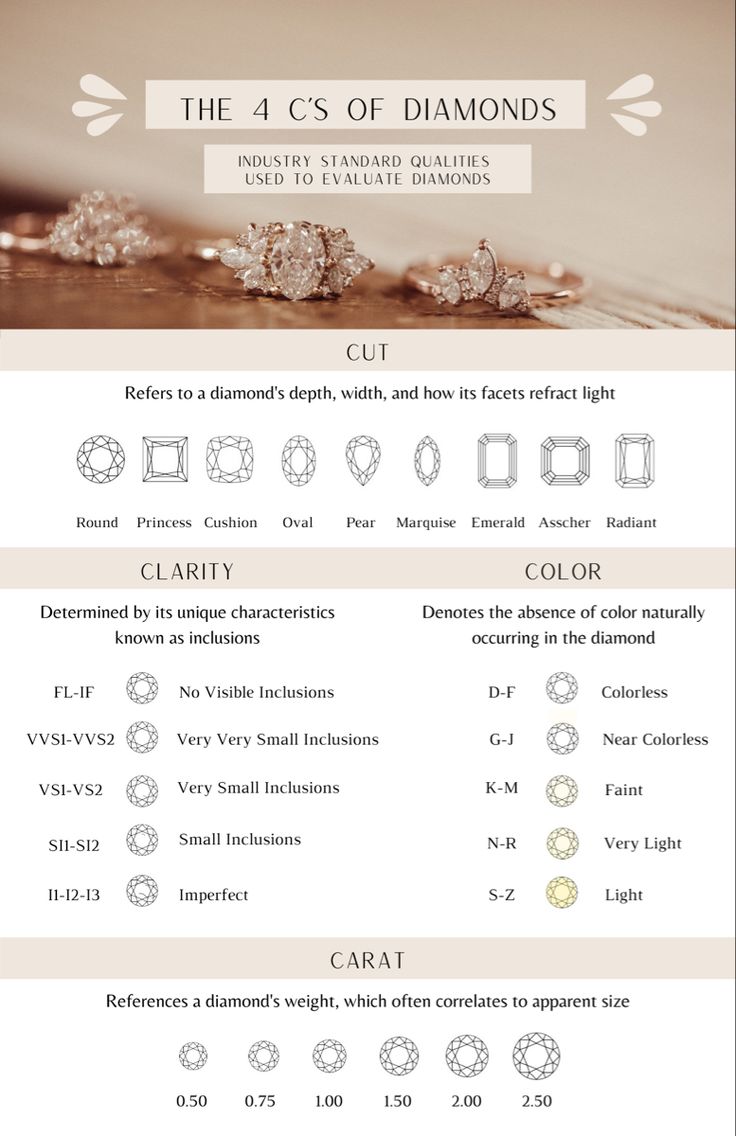 THE 4 C'S OF DIAMONDS
INDUSTRY STANDARD QUALITIES
USED TO EVALUATE DIAMONDS
CUT
Refers to a diamond's depth, width, and how its facets refract light
Round Princess Cushion Oval Pear Marquise Emerald Asscher Radiant
CLARITY
Determined by its unique characteristics
known as inclusions
FL-IF No Visible Inclusions
VVS1-VVS2 Very Very Small Inclusions
VS1-VS2 Very Small Inclusions
SI1-SI2 Small Inclusions
I1-I2-I3 Imperfect
COLOR
Denotes the absence of color naturally
occurring in the diamond
D-F Colorless
G-J Near Colorless
K-M Faint
N-R Very Light
S-Z Light
CARAT
References a diamond's weight, which often correlates to apparent size
0.50 0.75 1.00 1.50 2.00 2.50